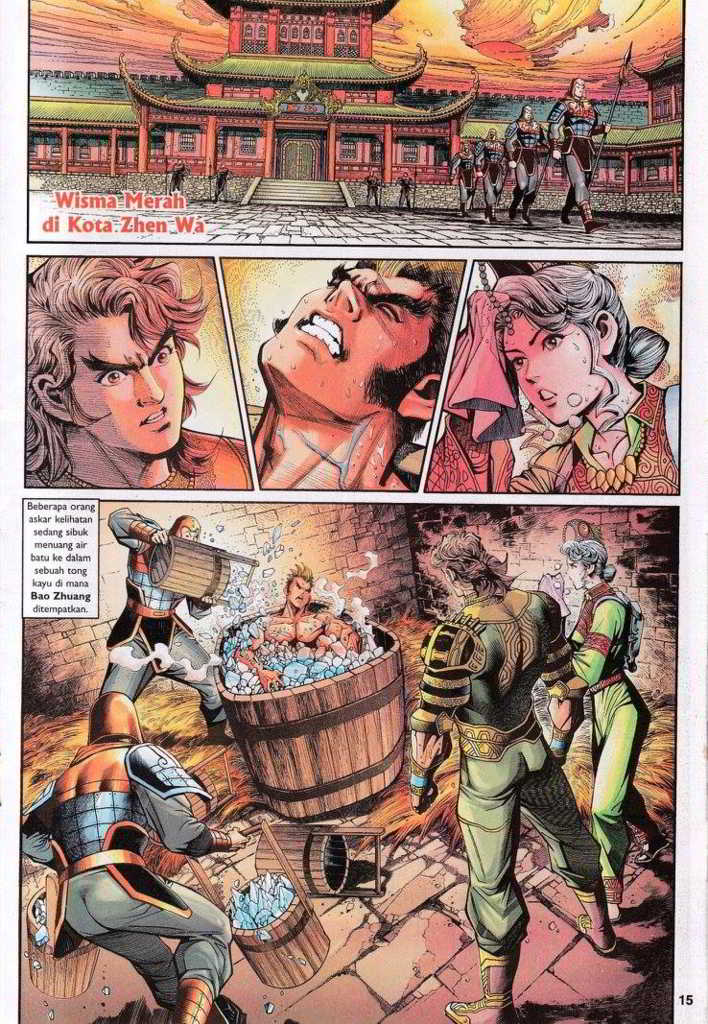 Wisma Merah
di Kota Zhen Wa
Beberapa orang
askar kelihatan
sedang sibuk
menuang air
batu ke dalam
sebuah tong
kayu di mana
Bao Zhuang
ditempatkan.
15